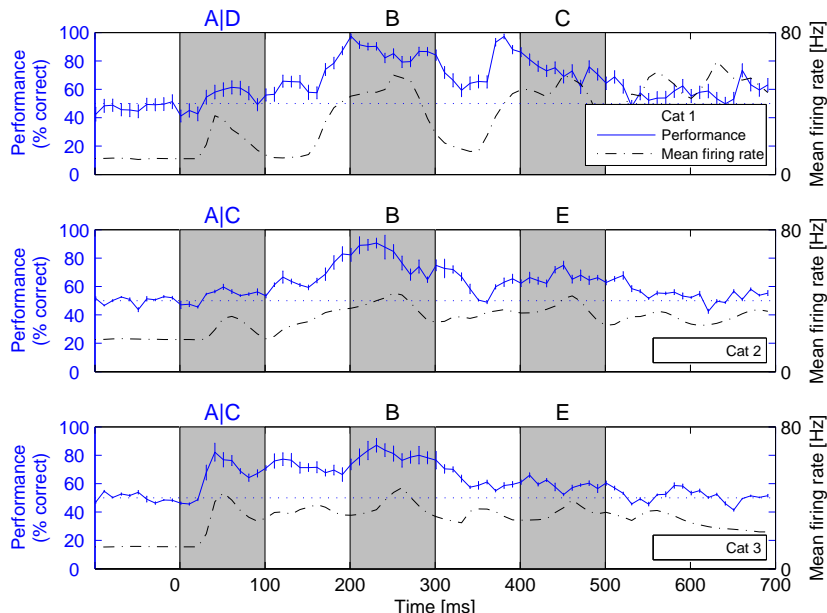 A|D B C
100 80
80
60
40
20
0 0
Performance
(% correct)
Mean firing rate [Hz]
Cat 1
Performance
Mean firing rate
A|C B E
100 80
80
60
40
20
0 0
Performance
(% correct)
Mean firing rate [Hz]
Cat 2
A|C B E
100 80
80
60
40
20
0 0
Performance
(% correct)
Mean firing rate [Hz]
Cat 3
0 100 200 300 400 500 600 700
Time [ms]